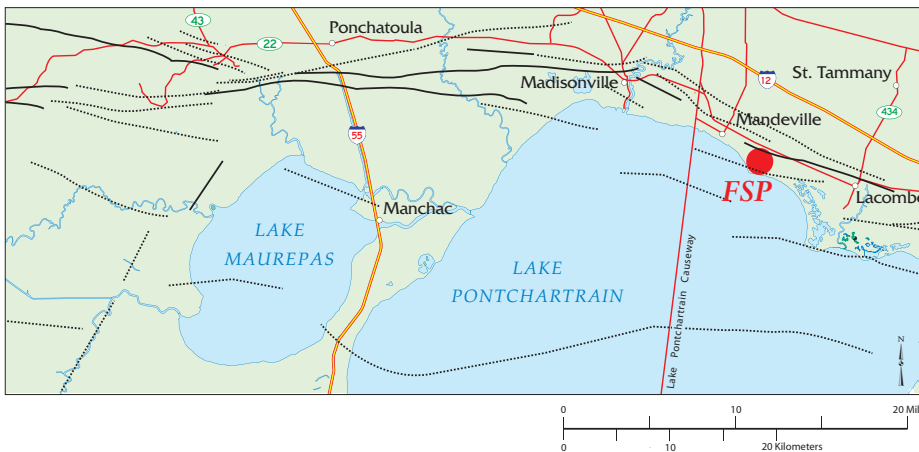 43
Ponchatoula
22
Madisonville
12
St. Tammany
434
Mandeville
55
FSP
Lacombe
Manchac
LAKE
MAUREPAS
LAKE
PONTCHARTRAIN
Lake Pontchartrain Causeway
N
0
10
20 Mil
0
10
20 Kilometers